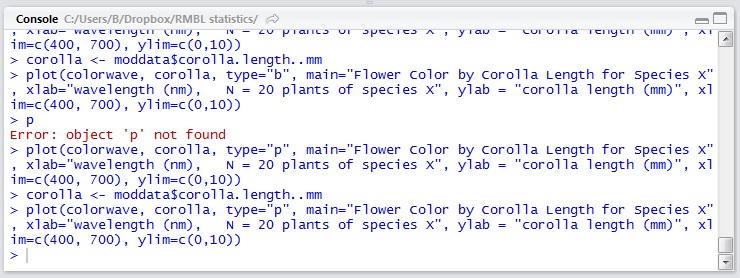 Console C:/Users/B/Dropbox/RMBL statistics/
, xlab="wavelength (nm),   N = 20 plants of species X", ylab = "corolla length (mm)", xl
im=c(400, 700), ylim=c(0,10))
> corolla <- moddata$corolla.length..mm
> plot(colorwave, corolla, type="b", main="Flower Color by Corolla Length for Species X"
, xlab="wavelength (nm),   N = 20 plants of species X", ylab = "corolla length (mm)", xl
im=c(400, 700), ylim=c(0,10))
> p
Error: object 'p' not found
> plot(colorwave, corolla, type="p", main="Flower Color by Corolla Length for Species X"
, xlab="wavelength (nm),   N = 20 plants of species X", ylab = "corolla length (mm)", xl
im=c(400, 700), ylim=c(0,10))
> corolla <- moddata$corolla.length..mm
> plot(colorwave, corolla, type="p", main="Flower Color by Corolla Length for Species X"
, xlab="wavelength (nm),   N = 20 plants of species X", ylab = "corolla length (mm)", xl
im=c(400, 700), ylim=c(0,10))
>